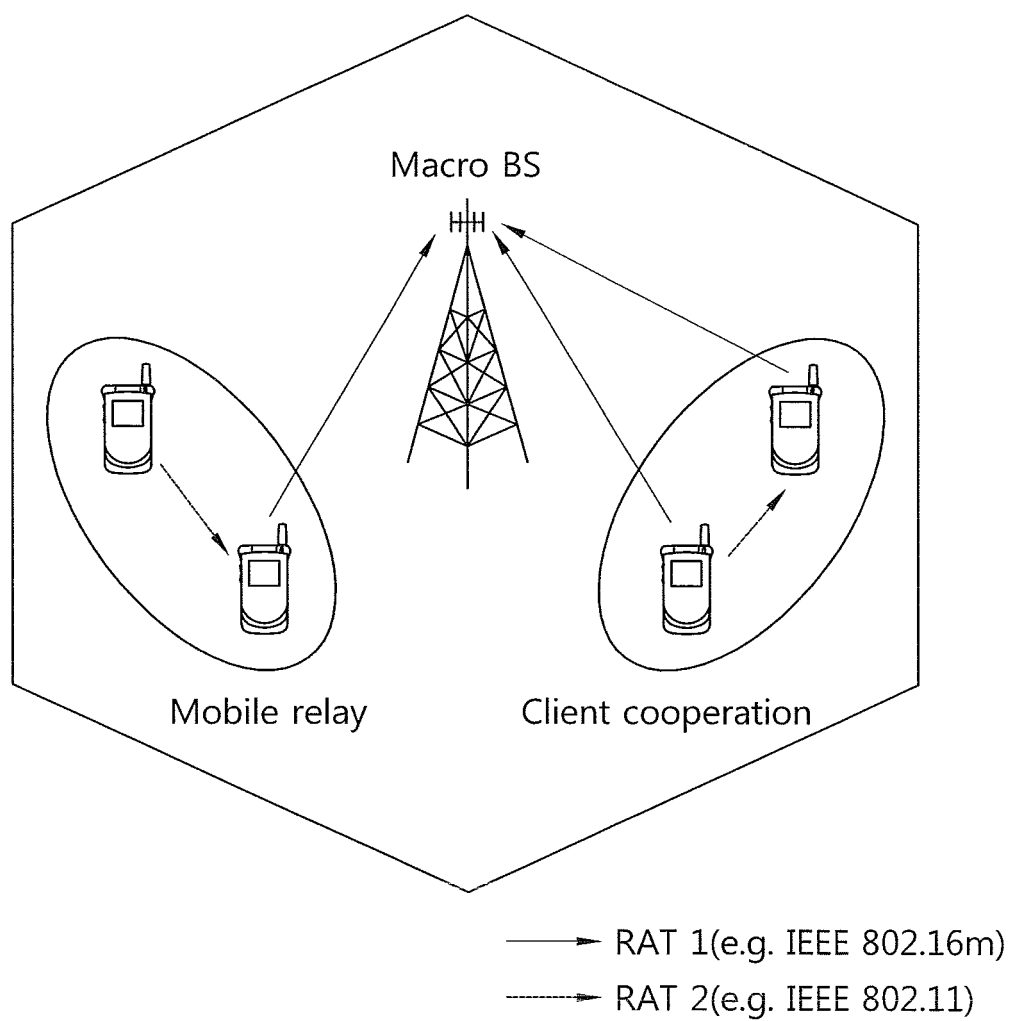 Macro BS
Mobile relay
Client cooperation
RAT 1(e.g. IEEE 802.16m)
RAT 2(e.g. IEEE 802.11)